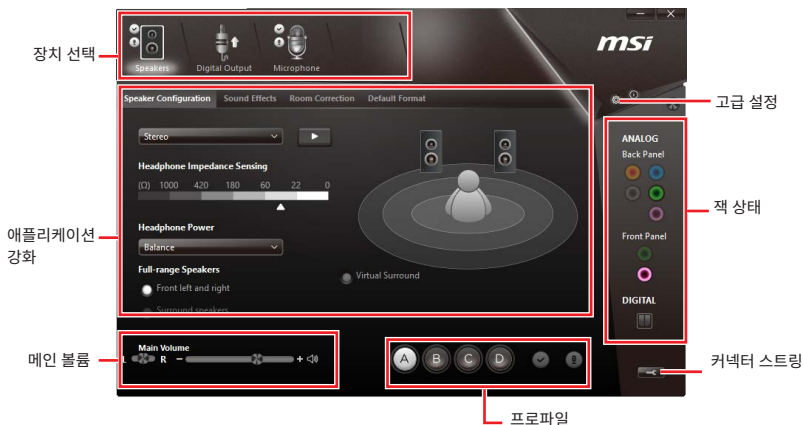 장치 선택
Speakers
Digital Output
Microphone
msi
고급 설정
Speaker Configuration
Sound Effects
Room Correction
Default Format
Stereo
Headphone Impedance Sensing
(Ω) 1000 420 180 60 22 0
Headphone Power
Balance
Full-range Speakers
Front left and right
Surround speakers
Virtual Surround
애플리케이션
강화
ANALOG
Back Panel
Front Panel
DIGITAL
잭 상태
메인 볼륨
Main Volume
L R - +
A B C D
프로파일
커넥터 스트링